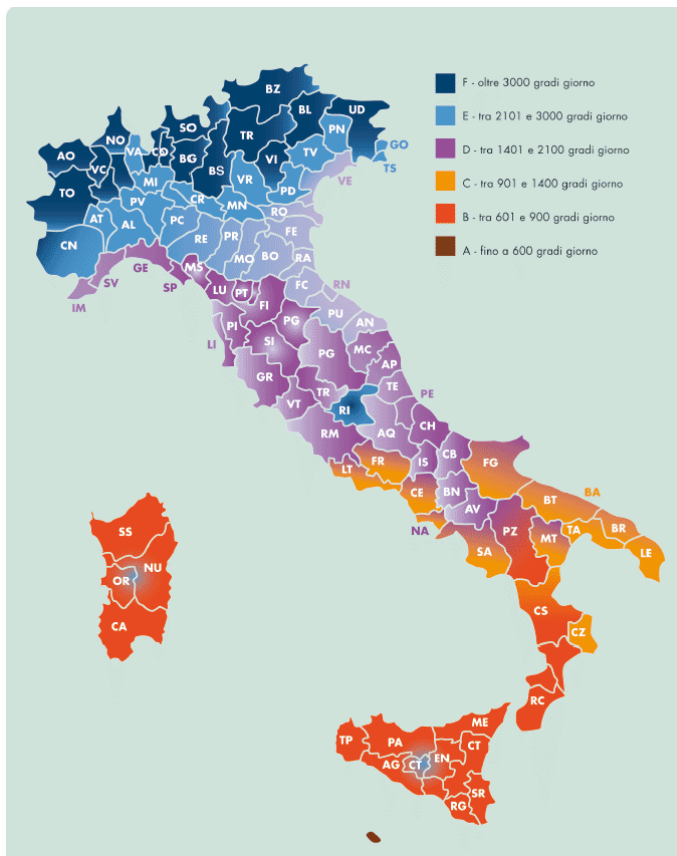 F - oltre 3000 gradi giorno
E - tra 2101 e 3000 gradi giorno
D - tra 1401 e 2100 gradi giorno
C - tra 901 e 1400 gradi giorno
B - tra 601 e 900 gradi giorno
A - fino a 600 gradi giorno
BZ
BL
UD
SO
NO
TR
PN
VA
CO
AO
BG
VI
TV
GO
VC
BS
TS
TO
MI
VR
PD
VE
PV
CR
MN
AT
AL
PC
RO
CN
RE
PR
FE
MO
BO
RA
GE
MS
SV
SP
LU
PT
FC
RN
IM
FI
PG
PU
AN
PI
LI
SI
PG
MC
AP
GR
TR
TE
VT
RI
PE
RM
AQ
CH
LT
FR
IS
CB
FG
CE
BN
BT
BA
AV
NA
PZ
TA
BR
SA
MT
LE
SS
NU
OR
CA
CS
CZ
RC
ME
TP
PA
CT
AG
CT
EN
SR
RG